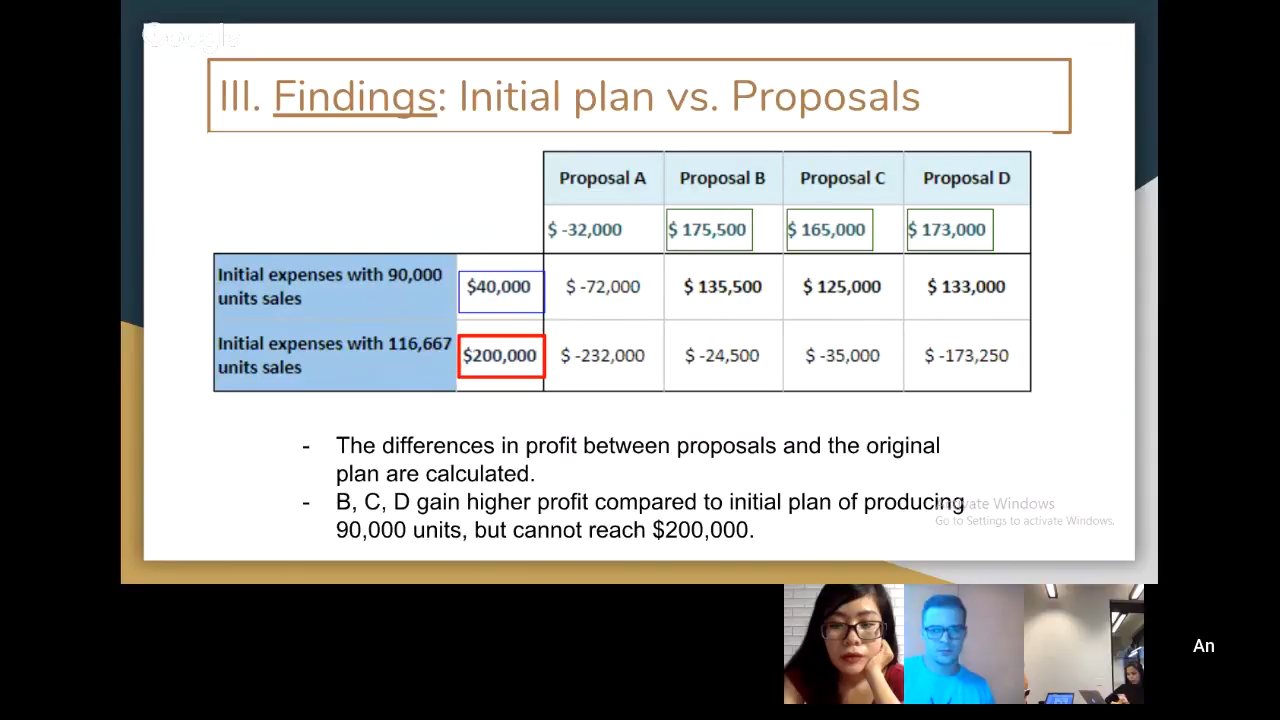 Google
III. Findings: Initial plan vs. Proposals
Proposal A Proposal B Proposal C Proposal D
$ -32,000 $ 175,500 $ 165,000 $ 173,000
Initial expenses with 90,000
units sales
$40,000 $ -72,000 $ 135,500 $ 125,000 $ 133,000
Initial expenses with 116,667
units sales
$200,000 $ -232,000 $ -24,500 $ -35,000 $ -173,250
- The differences in profit between proposals and the original
plan are calculated.
- B, C, D gain higher profit compared to initial plan of producing
90,000 units, but cannot reach $200,000.
Activate Windows
Go to Settings to activate Windows.
An